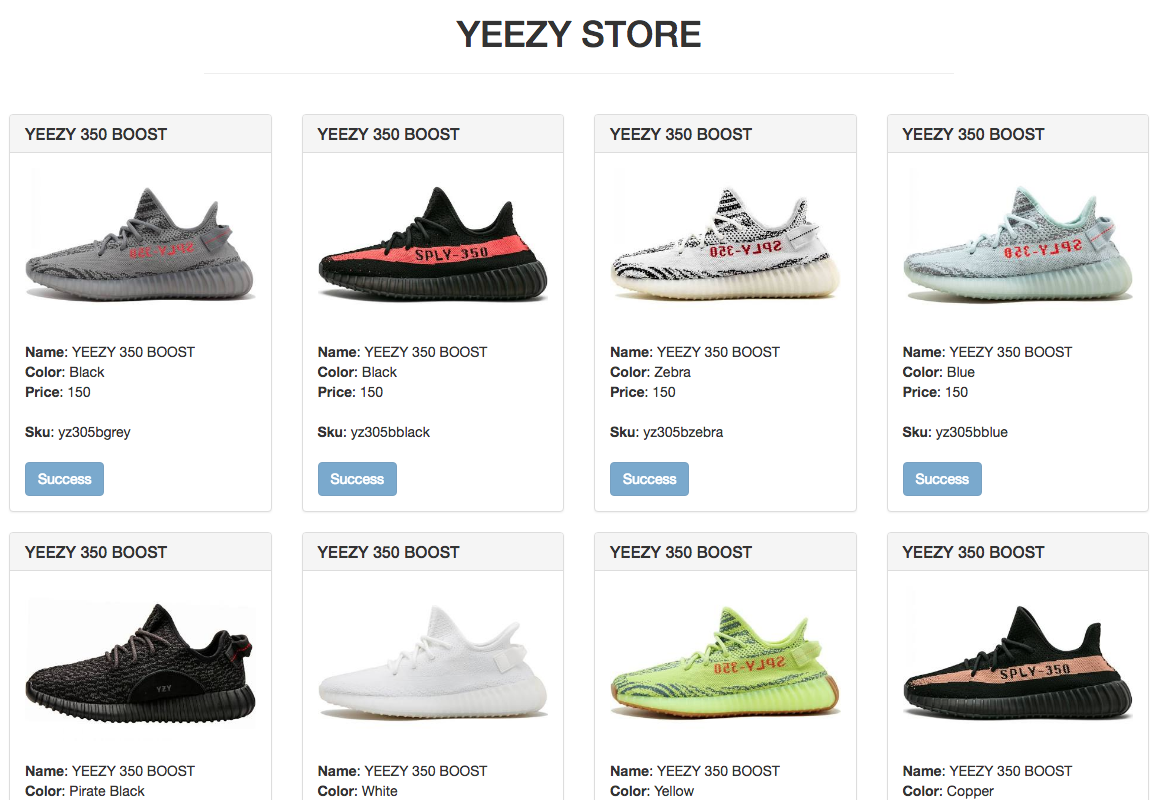 YEEZY STORE
YEEZY 350 BOOST
SPLY-350
Name: YEEZY 350 BOOST
Color: Black
Price: 150
Sku: yz305bgrey
Success
YEEZY 350 BOOST
SPLY-350
Name: YEEZY 350 BOOST
Color: Black
Price: 150
Sku: yz305bblack
Success
YEEZY 350 BOOST
SPLY-350
Name: YEEZY 350 BOOST
Color: Zebra
Price: 150
Sku: yz305bzebra
Success
YEEZY 350 BOOST
SPLY-350
Name: YEEZY 350 BOOST
Color: Blue
Price: 150
Sku: yz305bblue
Success
YEEZY 350 BOOST
YZY
Name: YEEZY 350 BOOST
Color: Pirate Black
YEEZY 350 BOOST
Name: YEEZY 350 BOOST
Color: White
YEEZY 350 BOOST
SPLY-350
Name: YEEZY 350 BOOST
Color: Yellow
YEEZY 350 BOOST
SPLY-350
Name: YEEZY 350 BOOST
Color: Copper